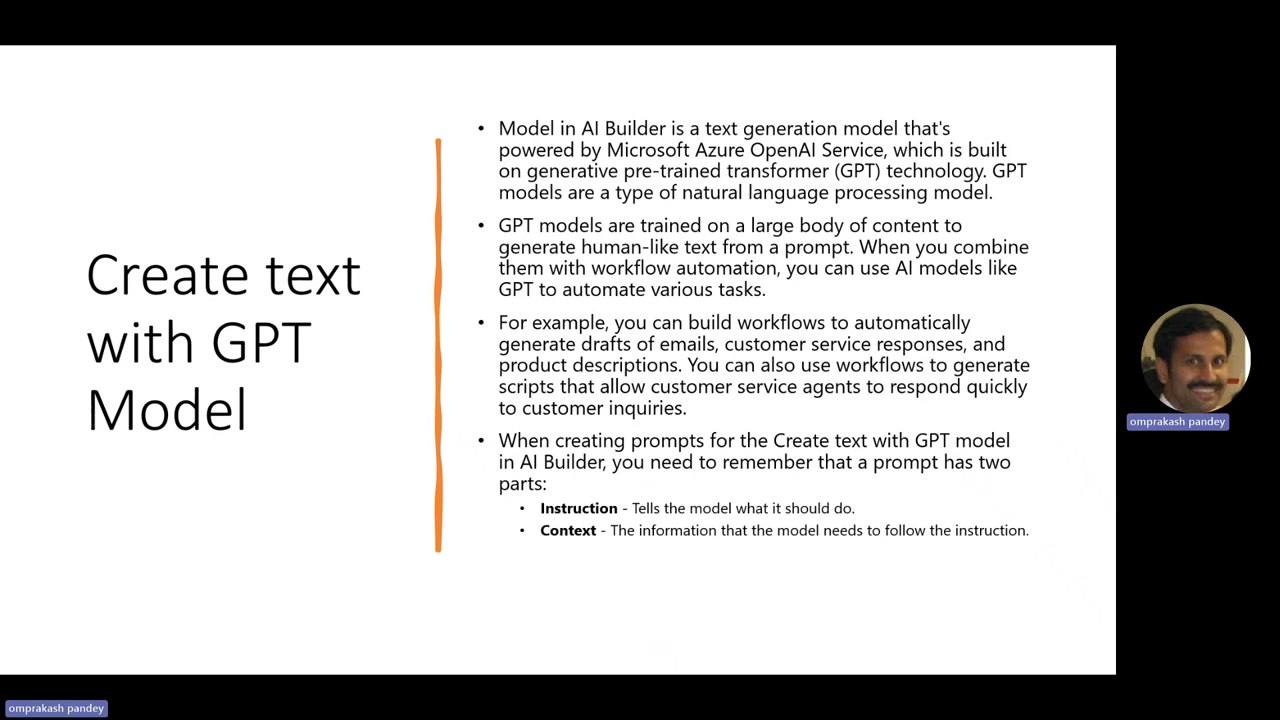 Create text
with GPT
Model
• Model in AI Builder is a text generation model that's
powered by Microsoft Azure OpenAI Service, which is built
on generative pre-trained transformer (GPT) technology. GPT
models are a type of natural language processing model.
• GPT models are trained on a large body of content to
generate human-like text from a prompt. When you combine
them with workflow automation, you can use AI models like
GPT to automate various tasks.
• For example, you can build workflows to automatically
generate drafts of emails, customer service responses, and
product descriptions. You can also use workflows to generate
scripts that allow customer service agents to respond quickly
to customer inquiries.
• When creating prompts for the Create text with GPT model
in AI Builder, you need to remember that a prompt has two
parts:
• Instruction - Tells the model what it should do.
• Context - The information that the model needs to follow the instruction.
omprakash pandey
omprakash pandey